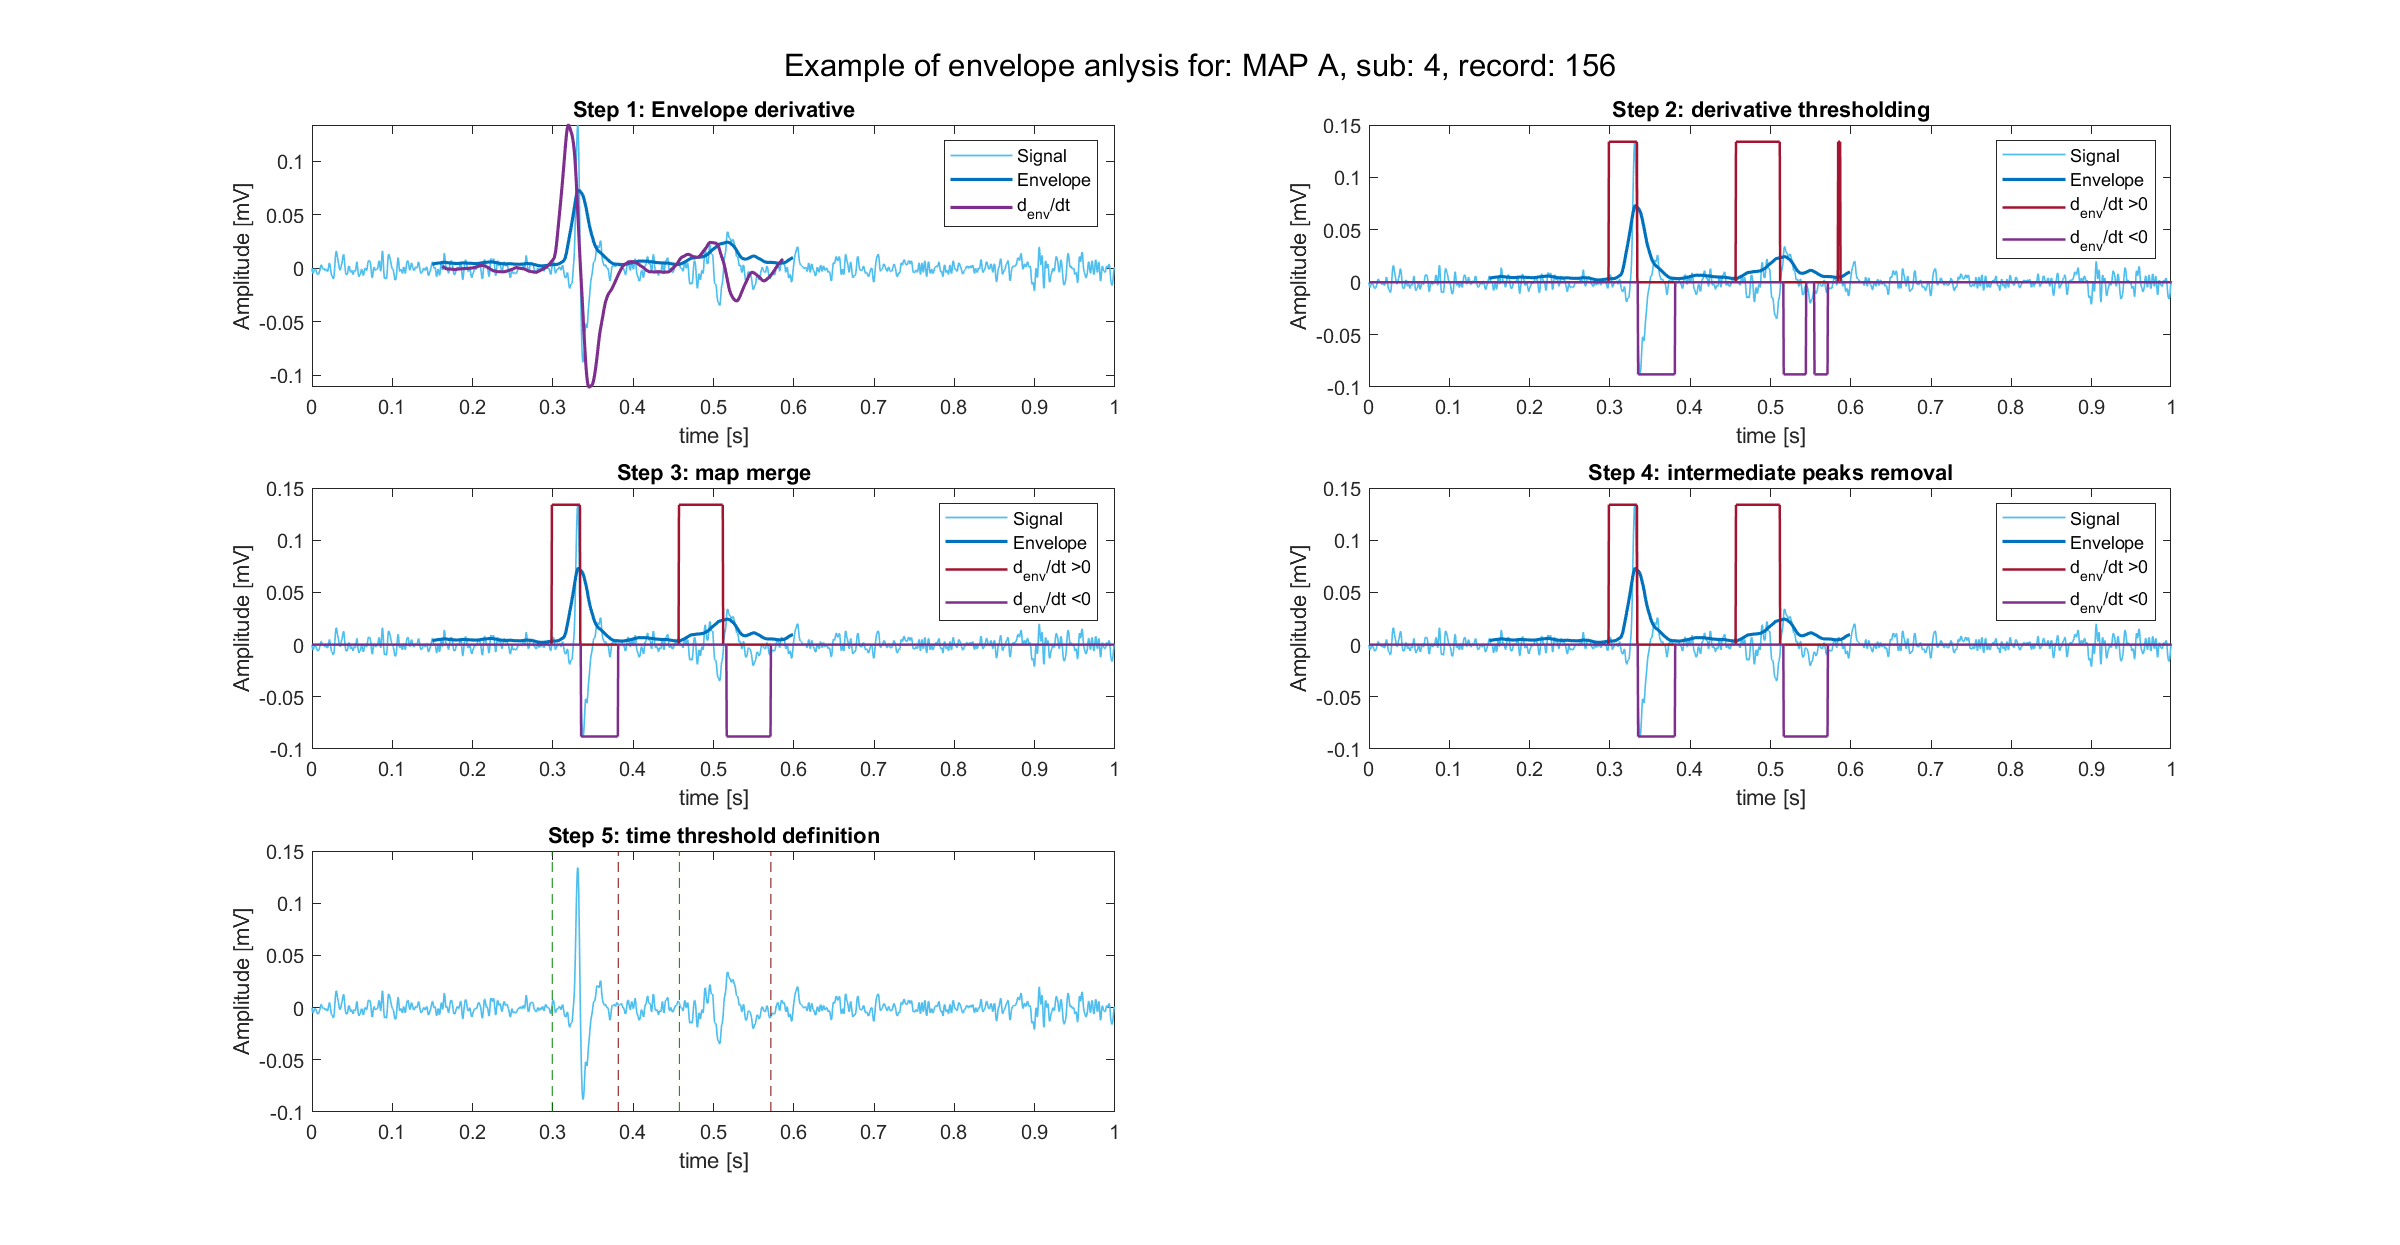 Example of envelope anlysis for: MAP A, sub: 4, record: 156
Step 1: Envelope derivative
Amplitude [mV]
0.1
0.05
0
-0.05
-0.1
0 0.1 0.2 0.3 0.4 0.5 0.6 0.7 0.8 0.9 1
time [s]
Signal
Envelope
d_env/dt
Step 2: derivative thresholding
Amplitude [mV]
0.15
0.1
0.05
0
-0.05
-0.1
0 0.1 0.2 0.3 0.4 0.5 0.6 0.7 0.8 0.9 1
time [s]
Signal
Envelope
d_env/dt >0
d_env/dt <0
Step 3: map merge
Amplitude [mV]
0.15
0.1
0.05
0
-0.05
-0.1
0 0.1 0.2 0.3 0.4 0.5 0.6 0.7 0.8 0.9 1
time [s]
Signal
Envelope
d_env/dt >0
d_env/dt <0
Step 4: intermediate peaks removal
Amplitude [mV]
0.15
0.1
0.05
0
-0.05
-0.1
0 0.1 0.2 0.3 0.4 0.5 0.6 0.7 0.8 0.9 1
time [s]
Signal
Envelope
d_env/dt >0
d_env/dt <0
Step 5: time threshold definition
Amplitude [mV]
0.15
0.1
0.05
0
-0.05
-0.1
0 0.1 0.2 0.3 0.4 0.5 0.6 0.7 0.8 0.9 1
time [s]